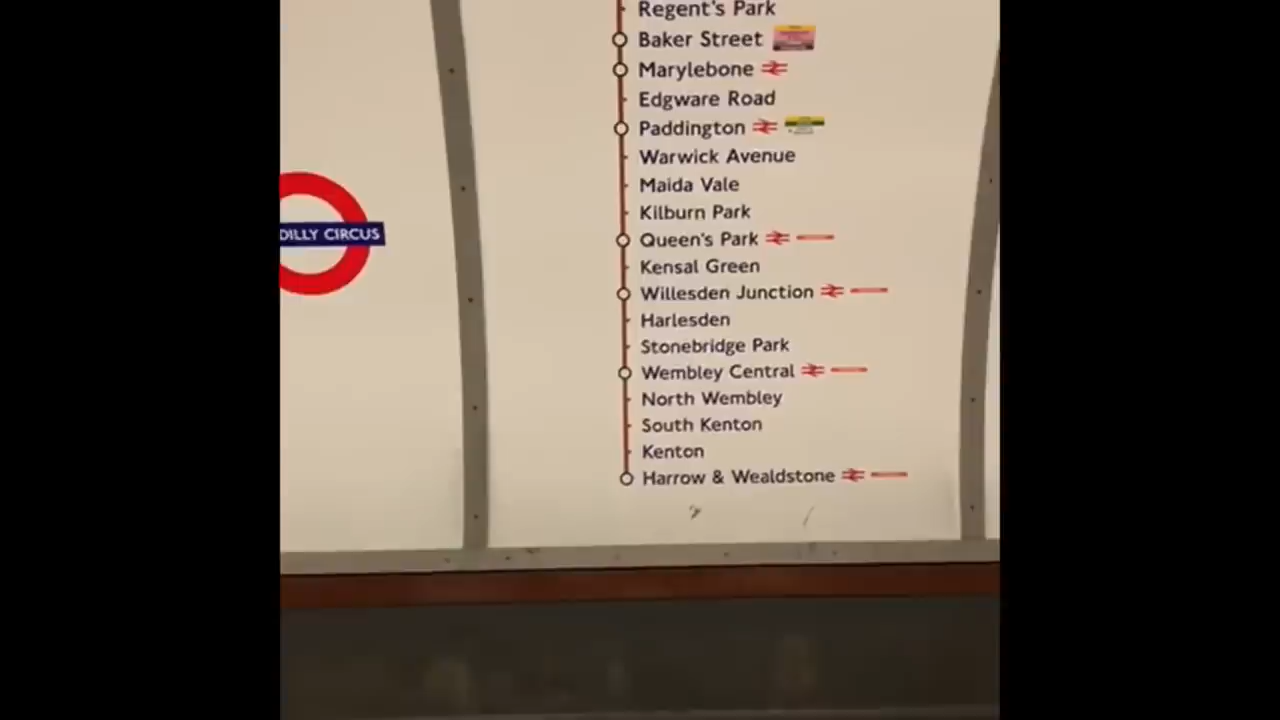 Regent's Park
Baker Street
Marylebone
Edgware Road
Paddington
Warwick Avenue
Maida Vale
Kilburn Park
Queen's Park
Kensal Green
Willesden Junction
Harlesden
Stonebridge Park
Wembley Central
North Wembley
South Kenton
Kenton
Harrow & Wealdstone
DILLY CIRCUS